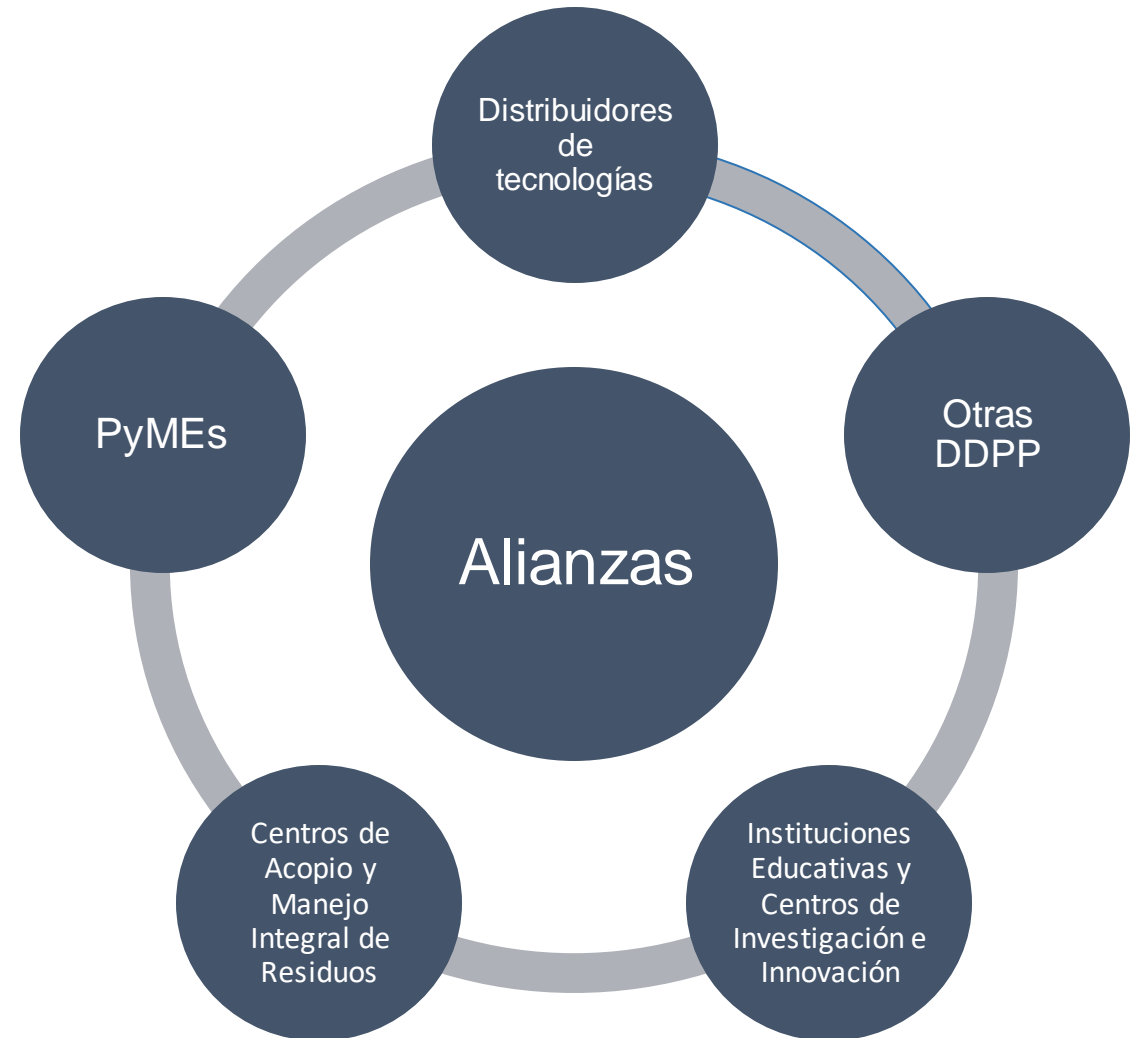 Distribuidores
de
tecnologías
PyMEs
Otras
DDPP
Alianzas
Centros de
Acopio y
Manejo
Integral de
Residuos
Instituciones
Educativas y
Centros de
Investigación e
Innovación